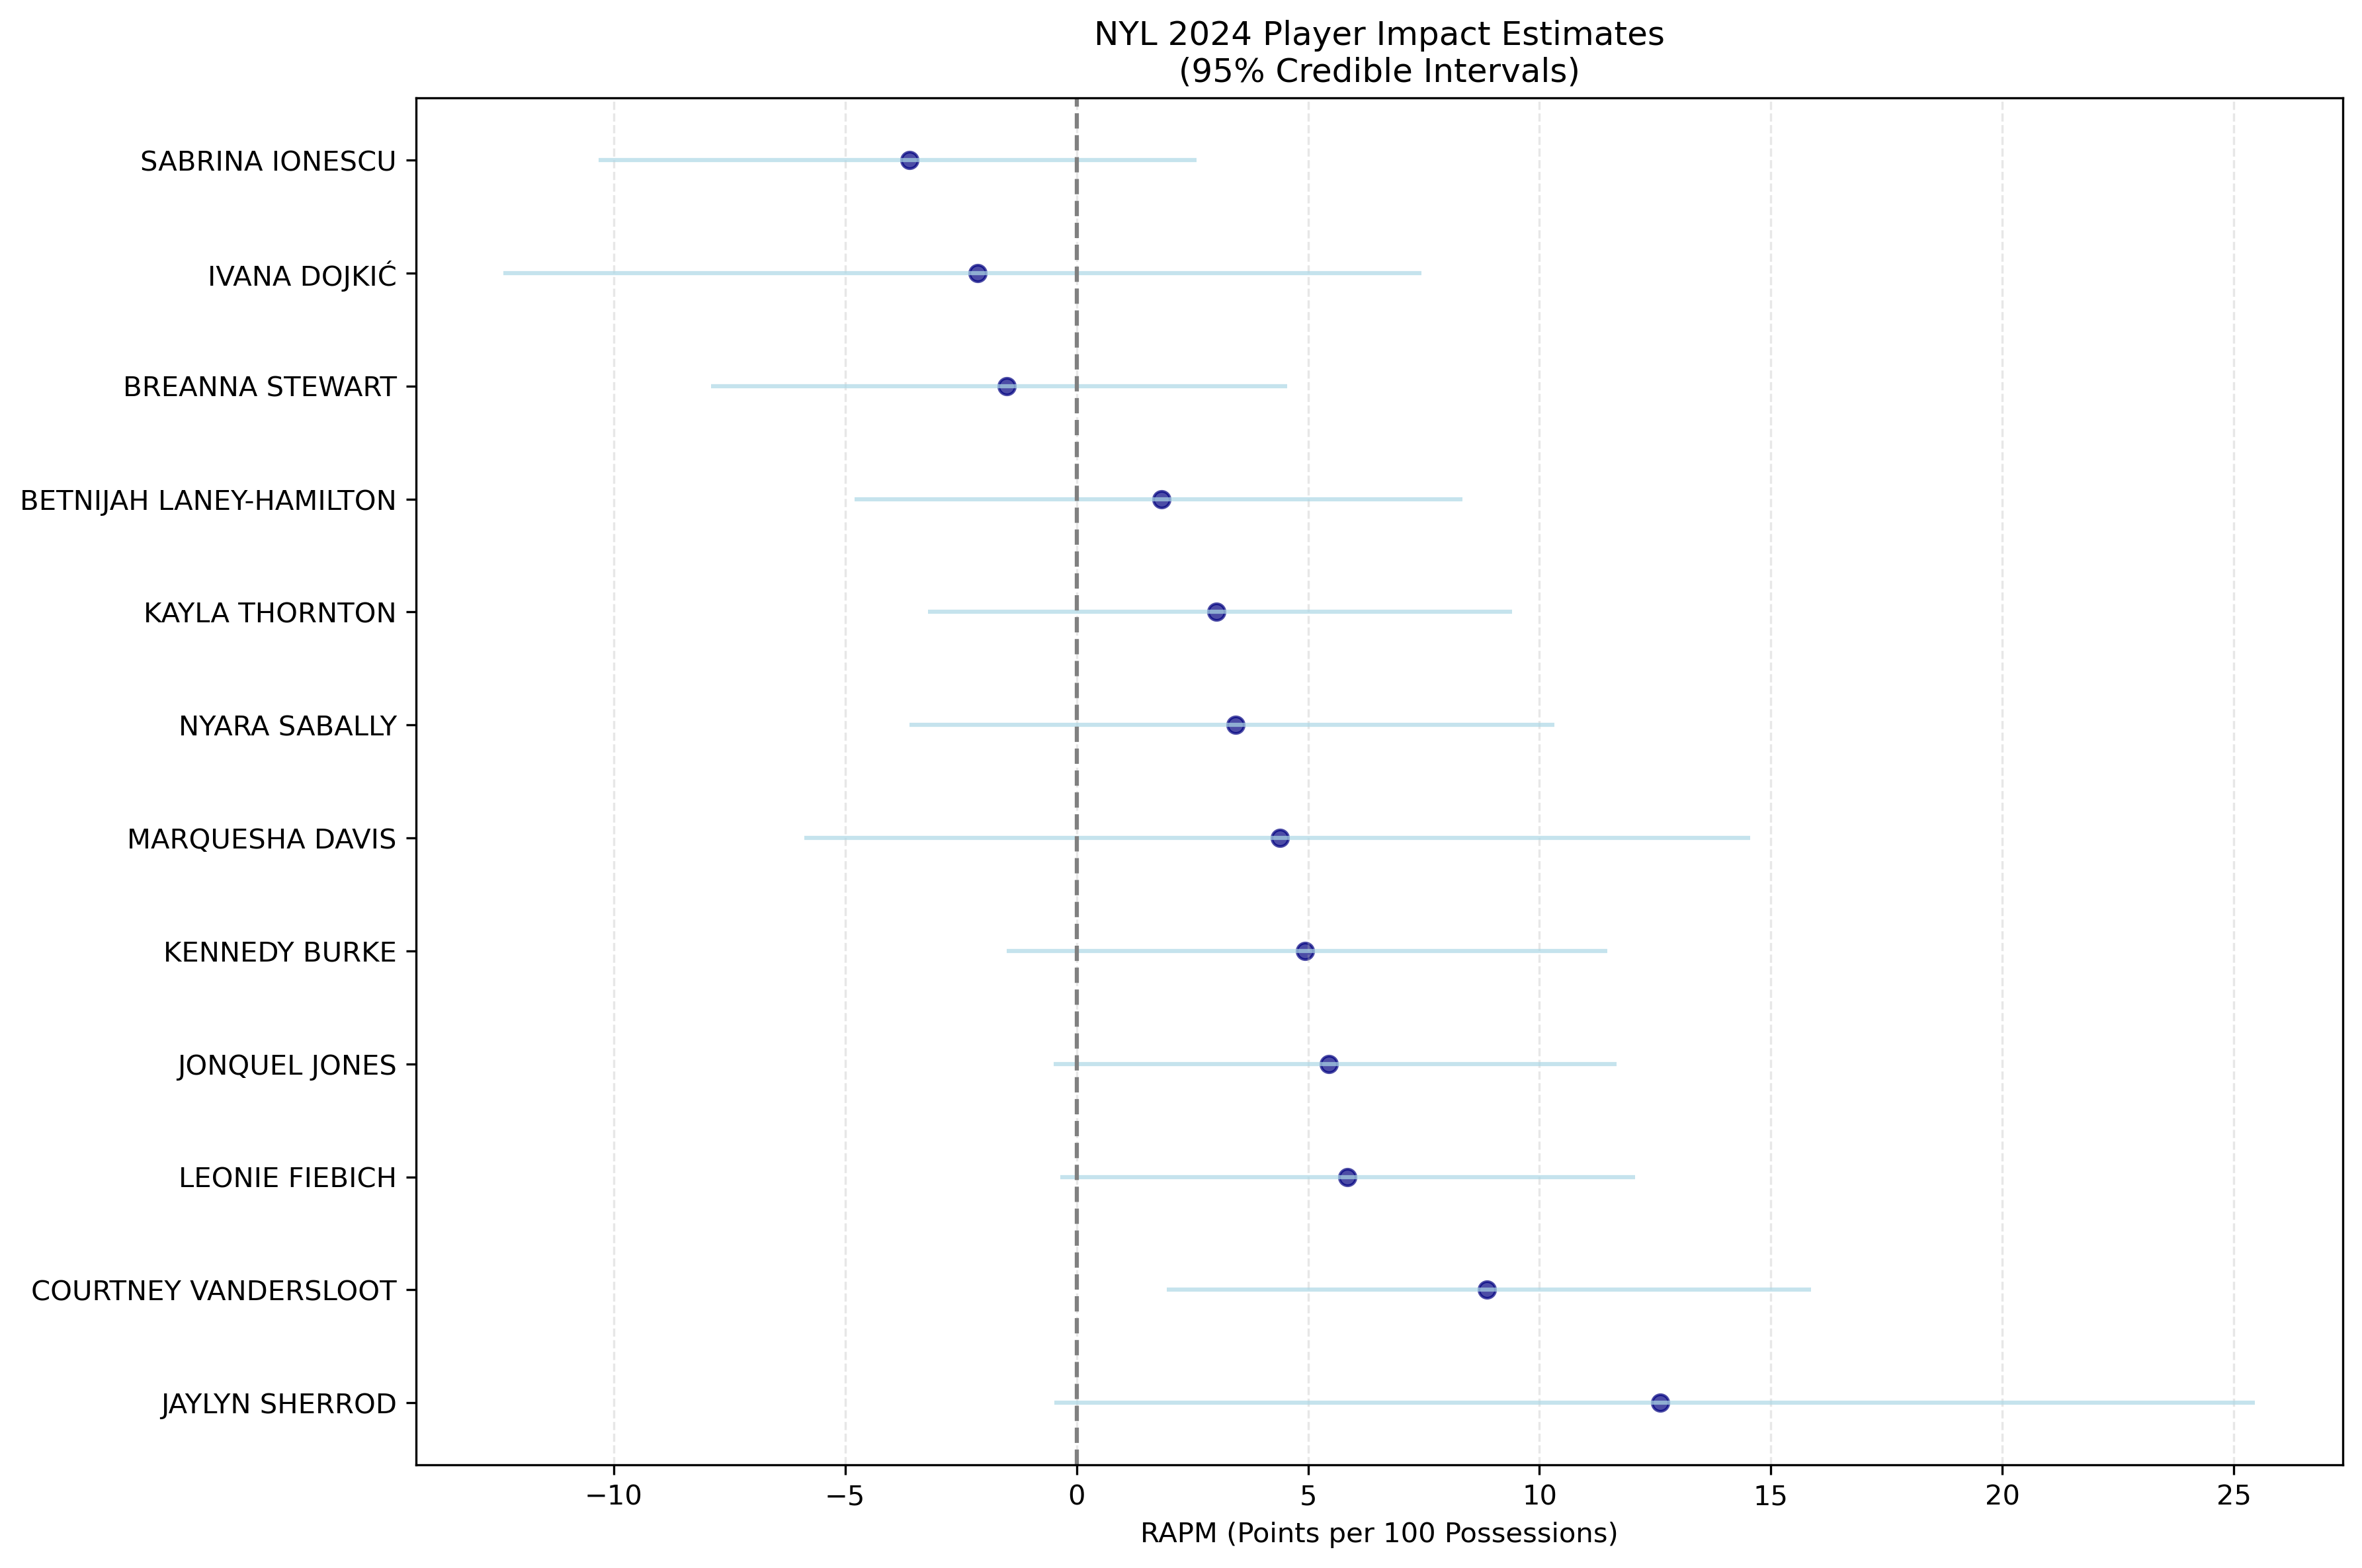 NYL 2024 Player Impact Estimates
(95% Credible Intervals)
SABRINA IONESCU
IVANA DOJKIĆ
BREANNA STEWART
BETNIJAH LANEY-HAMILTON
KAYLA THORNTON
NYARA SABALLY
MARQUESHA DAVIS
KENNEDY BURKE
JONQUEL JONES
LEONIE FIEBICH
COURTNEY VANDERSLOOT
JAYLYN SHERROD
−10 −5 0 5 10 15 20 25
RAPM (Points per 100 Possessions)